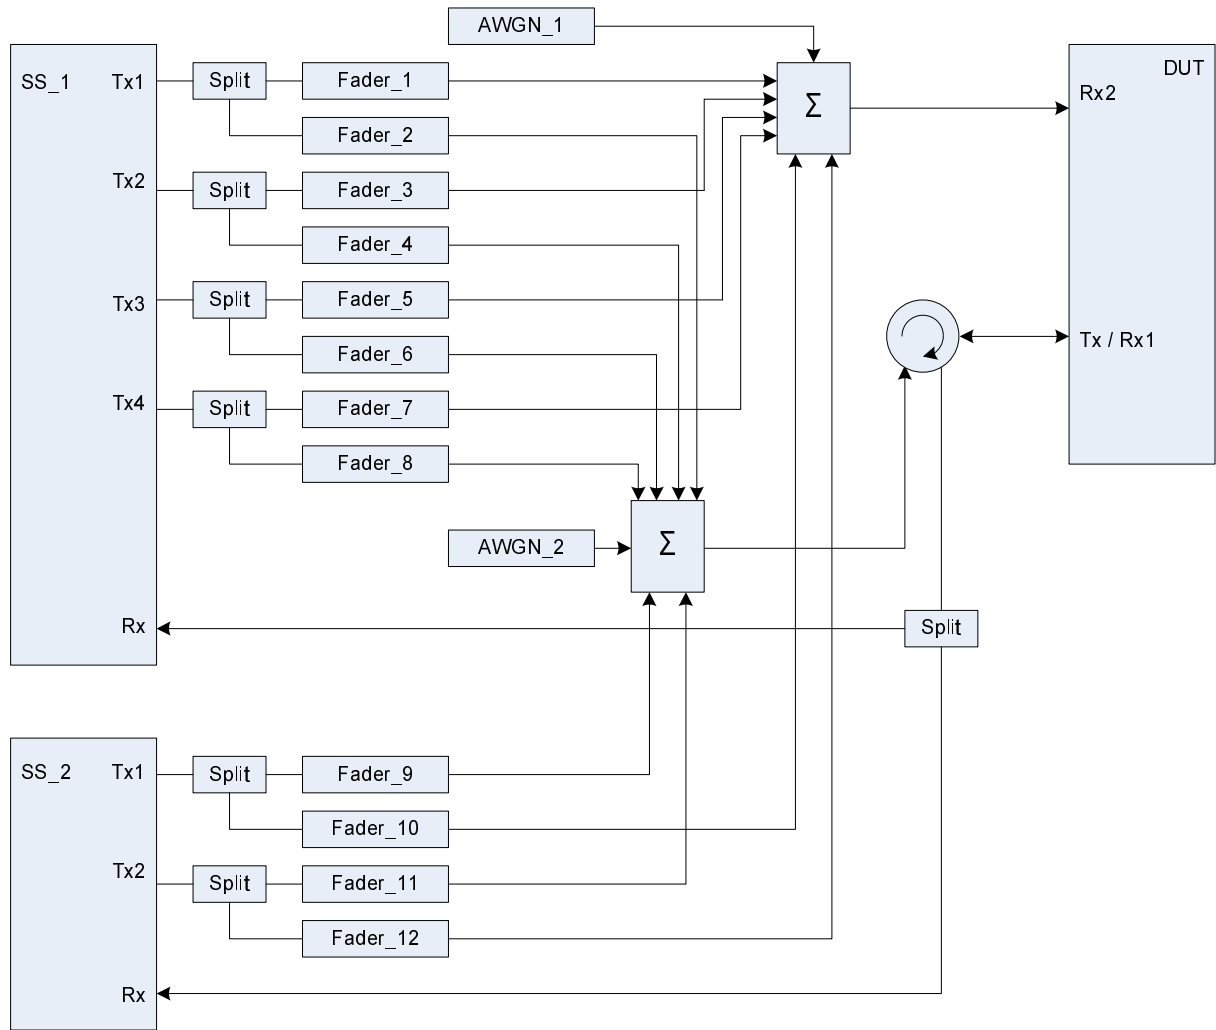 AWGN_1
SS_1
Tx1
Split
Fader_1
Σ
DUT
Rx2
Fader_2
Tx2
Split
Fader_3
Fader_4
Tx3
Split
Fader_5
Fader_6
Tx / Rx1
Tx4
Split
Fader_7
Fader_8
AWGN_2
Σ
Rx
Split
SS_2
Tx1
Split
Fader_9
Fader_10
Tx2
Split
Fader_11
Fader_12
Rx